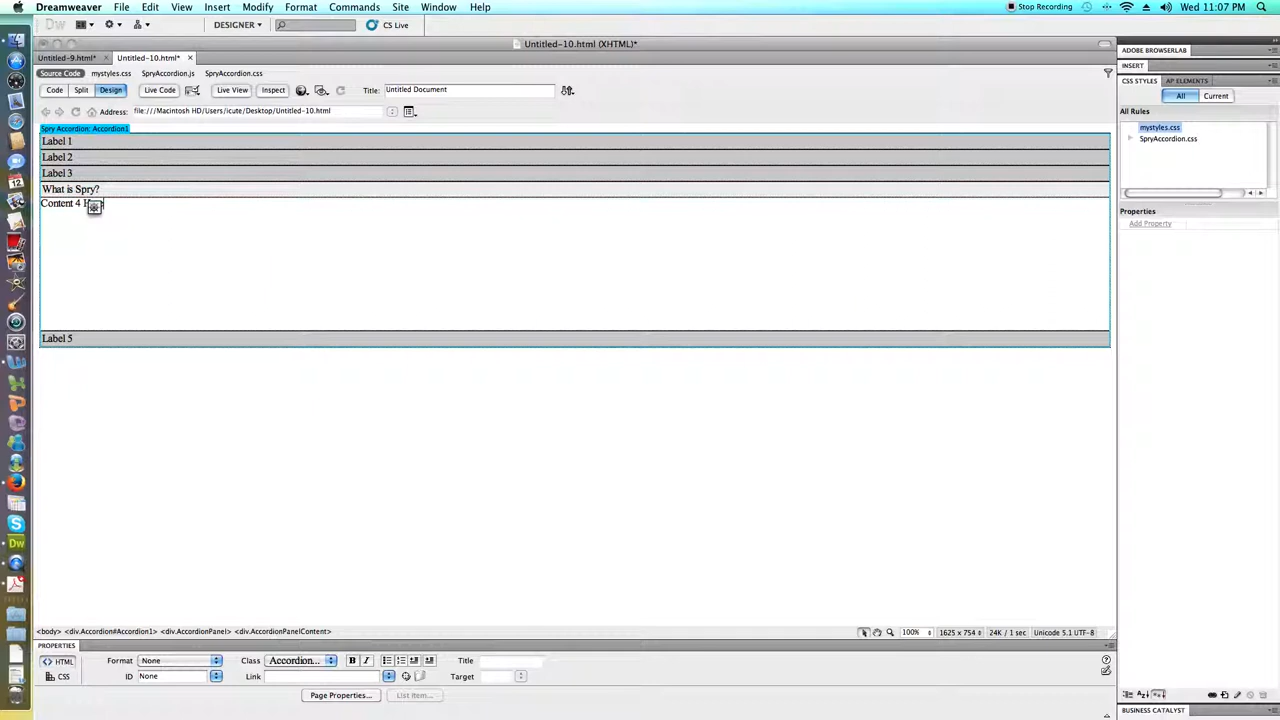 Dreamweaver File Edit View Insert Modify Format Commands Site Window Help Stop Recording Wed 11:07 PM
Dw DESIGNER CS Live
Untitled-10.html (XHTML)*
Untitled-9.html* Untitled-10.html*
Source Code mystyles.css SpryAccordion.js SpryAccordion.css
Code Split Design Live Code Live View Inspect Title: Untitled Document
Address: file:///Macintosh HD/Users/icute/Desktop/Untitled-10.html
Spry Accordion: Accordion1
Label 1
Label 2
Label 3
What is Spry?
Content 4
Label 5
<body> <div.Accordion#Accordion1> <div.AccordionPanel> <div.AccordionPanelContent> 100% 1625 x 754 24K / 1 sec Unicode 5.1 UTF-8
PROPERTIES
HTML Format None Class Accordion... B I Title
CSS ID None Link Target
Page Properties... List Item...
ADOBE BROWSERLAB
INSERT
CSS STYLES AP ELEMENTS
All Current
All Rules
mystyles.css
SpryAccordion.css
Properties
Add Property
BUSINESS CATALYST
12
Dw